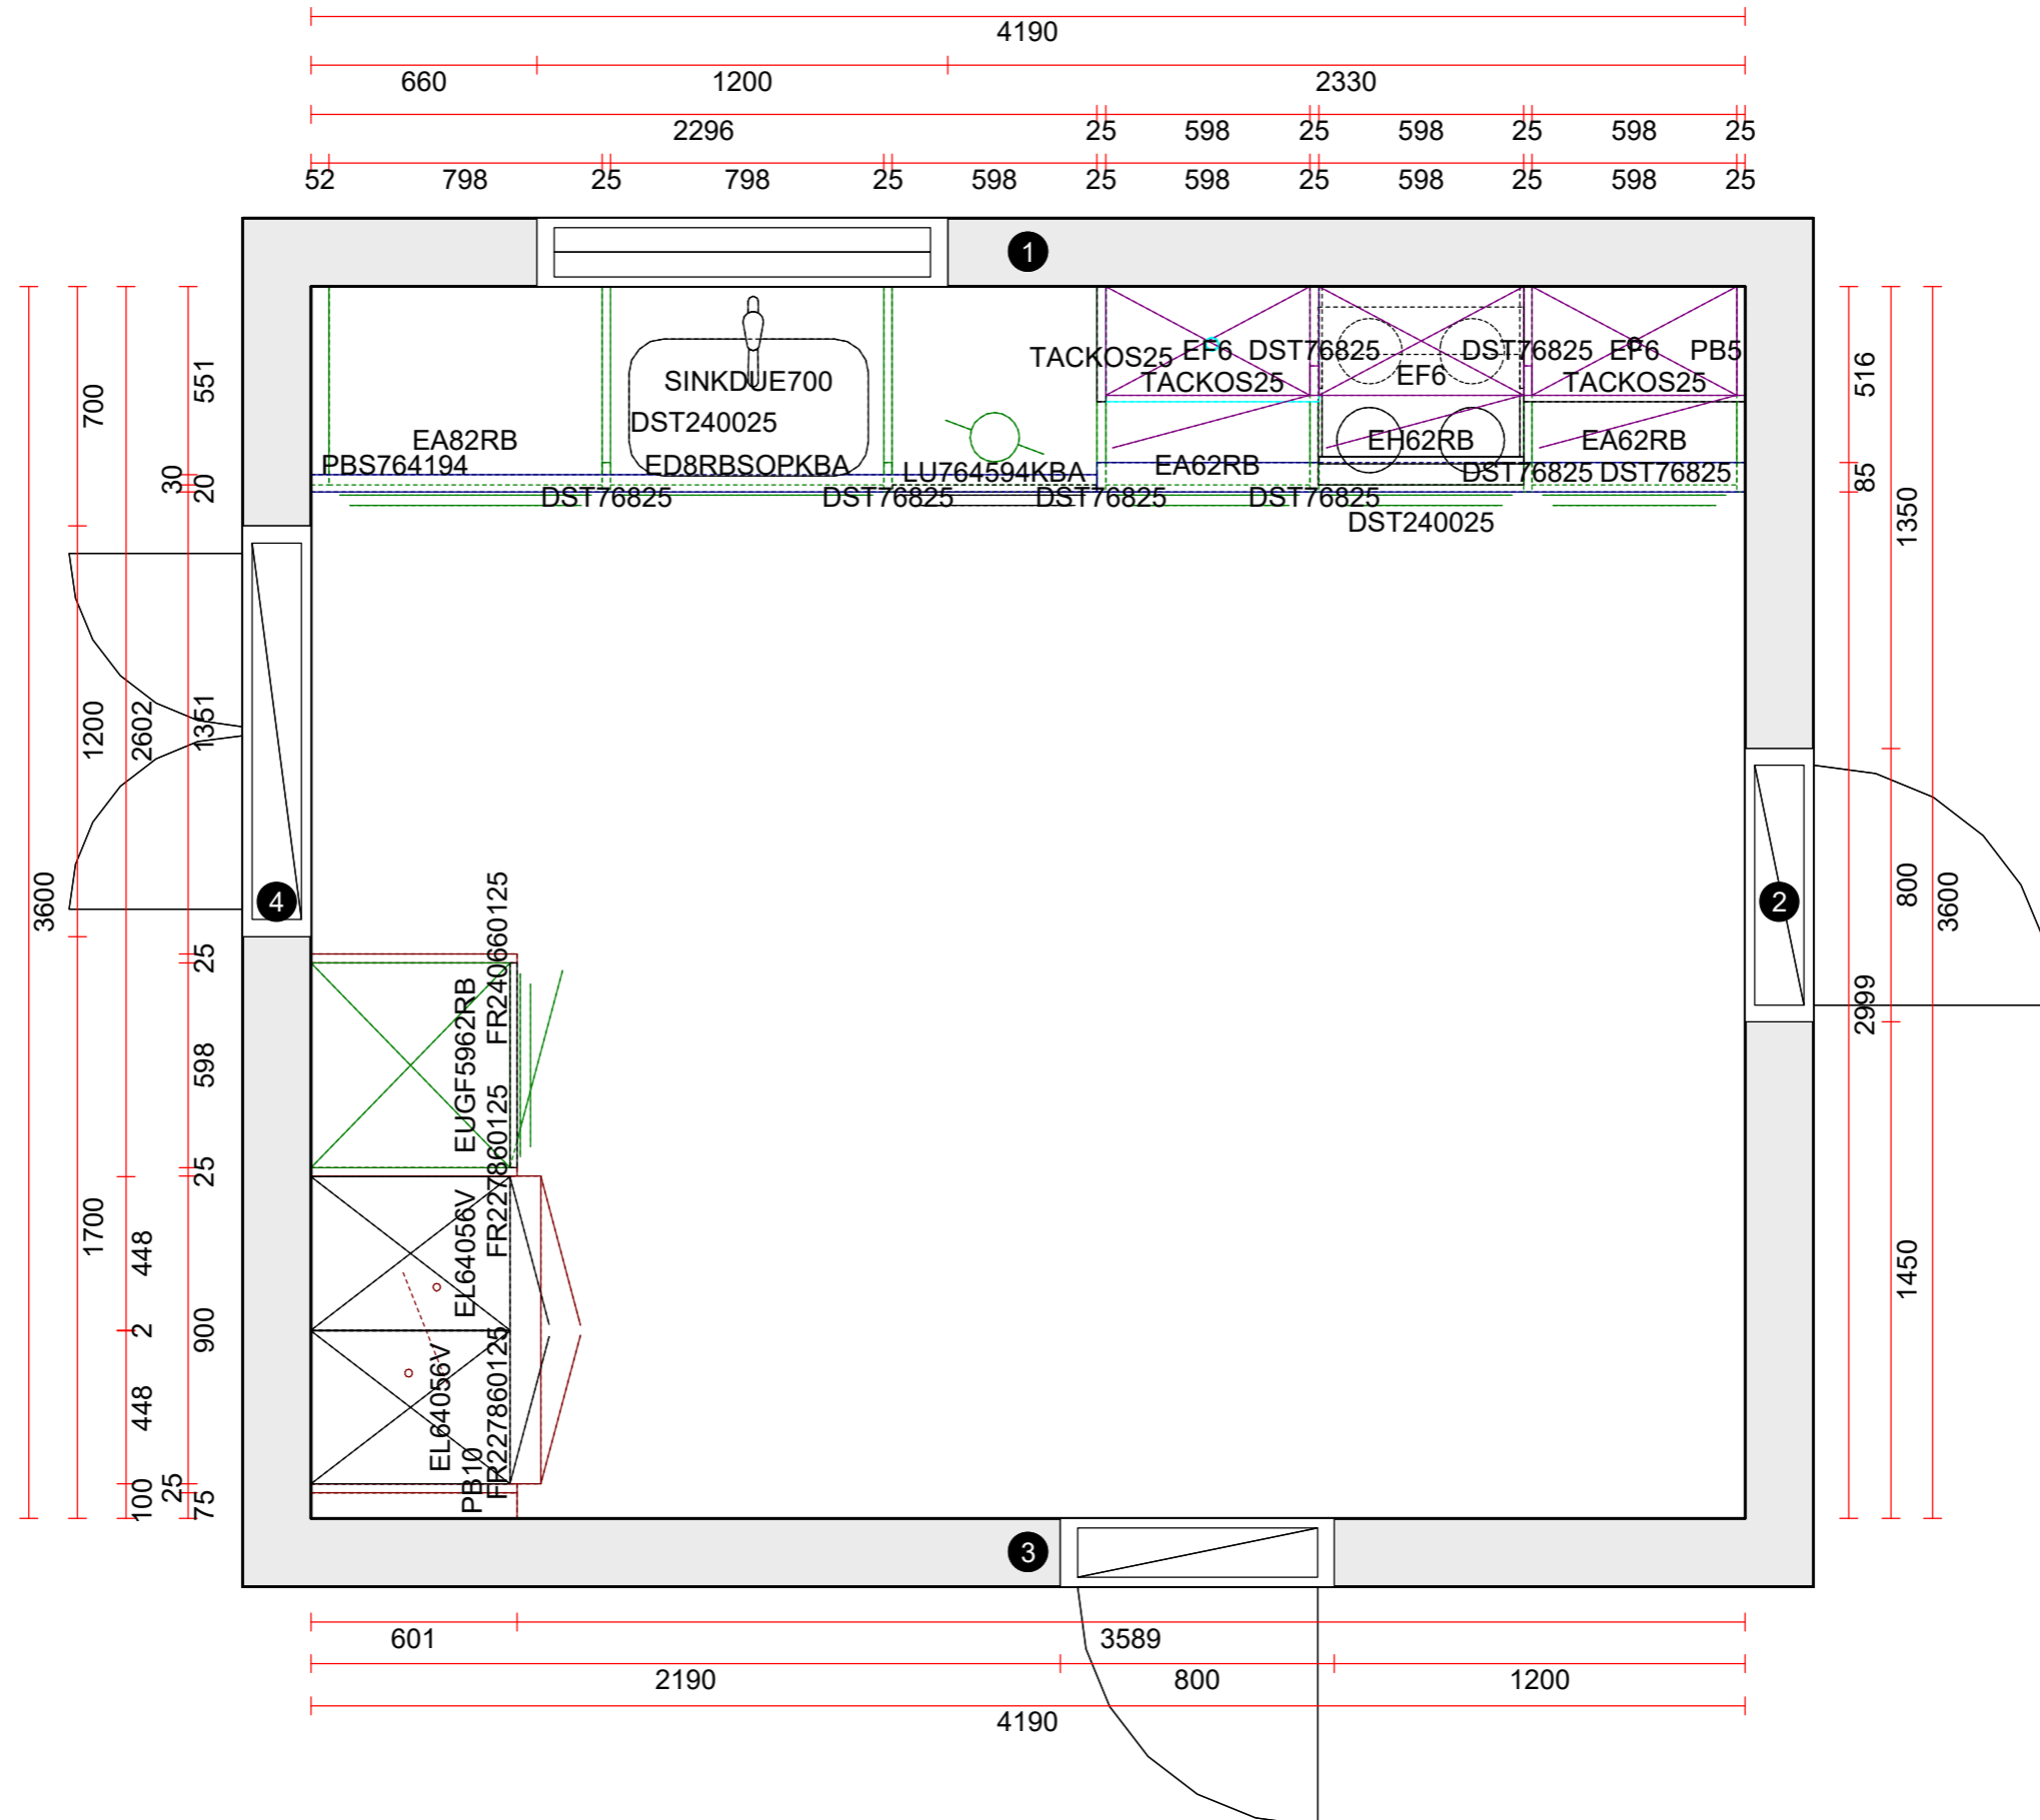 4190
660 1200 2330
2296 25 598 25 598 25 598 25
52 798 25 798 25 598 25 598 25 598 25 598 25
1
TACKOS25 EF6 DST76825 DST76825 EF6 PB5
SINKDUE700 TACKOS25 EF6 TACKOS25
DST240025
EA82RB EH62RB EA62RB
PBS764194 ED8RBSOPKBA LU764594KBA EA62RB DST76825 DST76825
DST76825 DST76825 DST76825 DST76825
DST240025
3600
700
1200
1700
2602
448
2
448
100
551
30
20
1351
25
598
25
900
25
75
4
516
85
2999
1350
800
1450
3600
2
FR240660125
EUGF5962RB
FR227860125
EL64056V
FR227860125
EL64056V
PB10
3
601 3589
2190 800 1200
4190